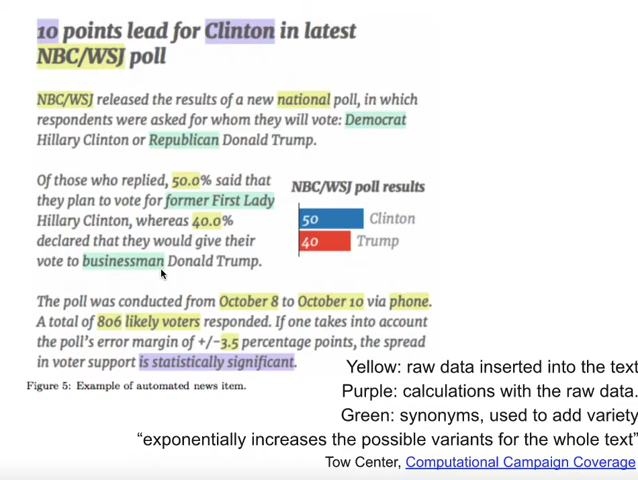 10 points lead for Clinton in latest
NBC/WSJ poll
NBC/WSJ released the results of a new national poll, in which
respondents were asked for whom they will vote: Democrat
Hillary Clinton or Republican Donald Trump.
Of those who replied, 50.0% said that
they plan to vote for former First Lady
Hillary Clinton, whereas 40.0%
declared that they would give their
vote to businessman Donald Trump.
NBC/WSJ poll results
50 Clinton
40 Trump
The poll was conducted from October 8 to October 10 via phone.
A total of 806 likely voters responded. If one takes into account
the poll's error margin of +/-3.5 percentage points, the spread
in voter support is statistically significant.
Figure 5: Example of automated news item.
Yellow: raw data inserted into the text
Purple: calculations with the raw data.
Green: synonyms, used to add variety
“exponentially increases the possible variants for the whole text”
Tow Center, Computational Campaign Coverage